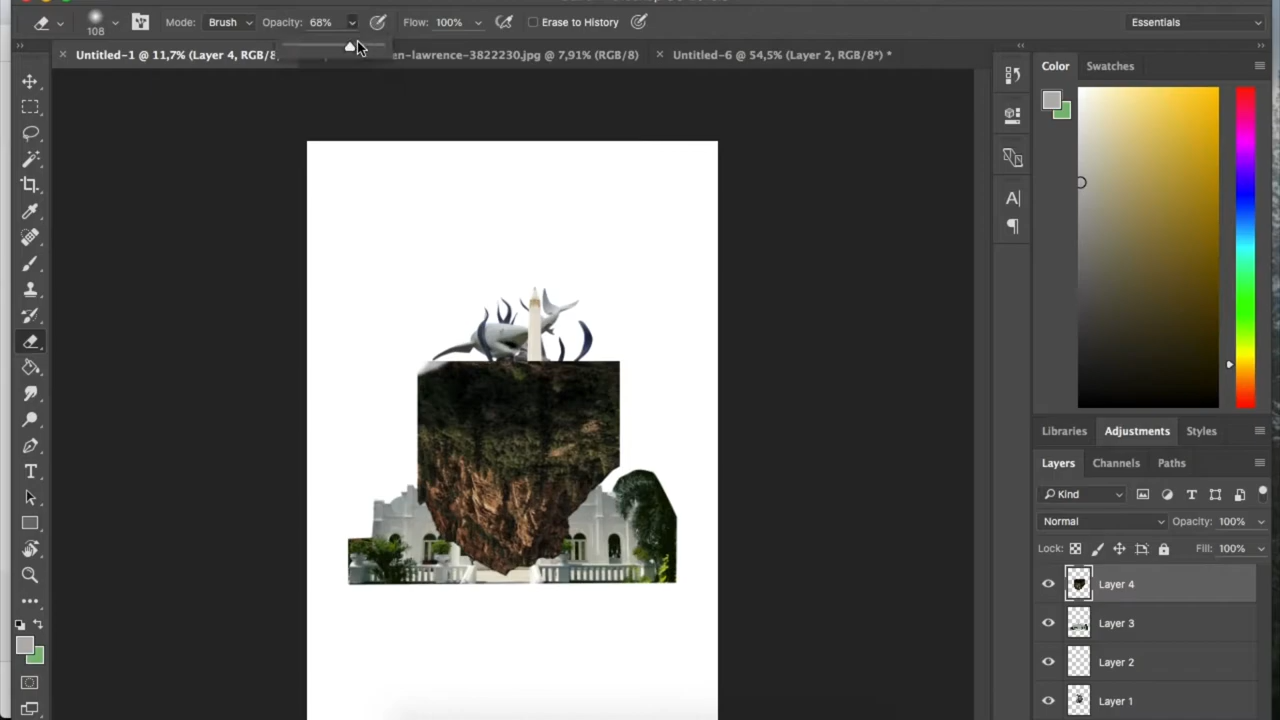 108
Mode: Brush
Opacity: 68%
Flow: 100%
Erase to History
Essentials
Untitled-1 @ 11,7% (Layer 4, RGB/8
en-lawrence-3822230.jpg @ 7,91% (RGB/8)
Untitled-6 @ 54,5% (Layer 2, RGB/8*) *
Color
Swatches
Libraries
Adjustments
Styles
Layers
Channels
Paths
Kind
Normal
Opacity: 100%
Lock:
Fill: 100%
Layer 4
Layer 3
Layer 2
Layer 1